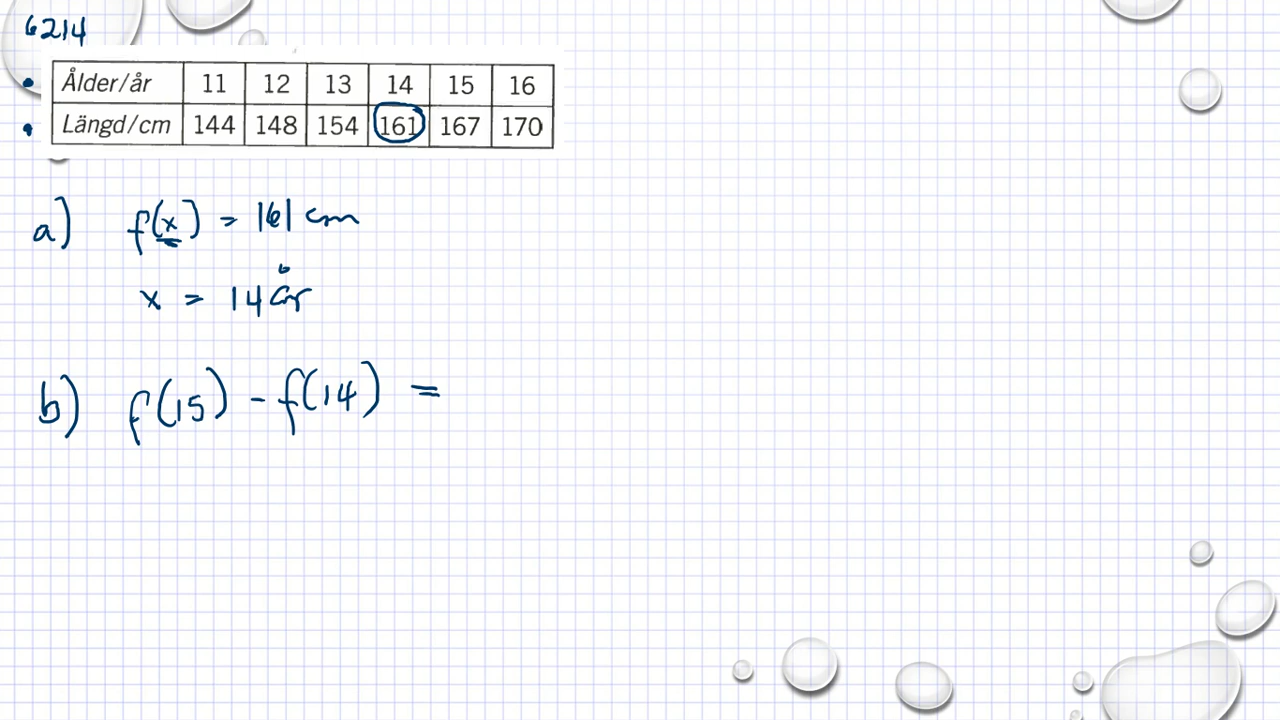 6214
Ålder/år 11 12 13 14 15 16
Längd/cm 144 148 154 161 167 170
a) f(x) = 161 cm
x = 14 år
b) f(15) - f(14) =